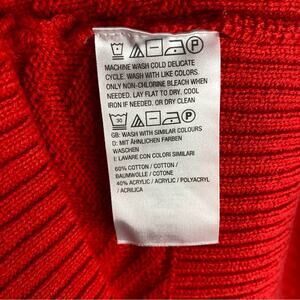 P
MACHINE WASH COLD DELICATE
CYCLE. WASH WITH LIKE COLORS.
ONLY NON-CHLORINE BLEACH WHEN
NEEDED. LAY FLAT TO DRY. COOL
IRON IF NEEDED. OR DRY CLEAN
30 P
GB: WASH WITH SIMILAR COLOURS
D: MIT ÄHNLICHEN FARBEN
WASCHEN
I: LAVARE CON COLORI SIMILARI
60% COTTON / COTTON /
BAUMWOLLE / COTONE
40% ACRYLIC / ACRYLIC / POLYACRYL
/ ACRILICA